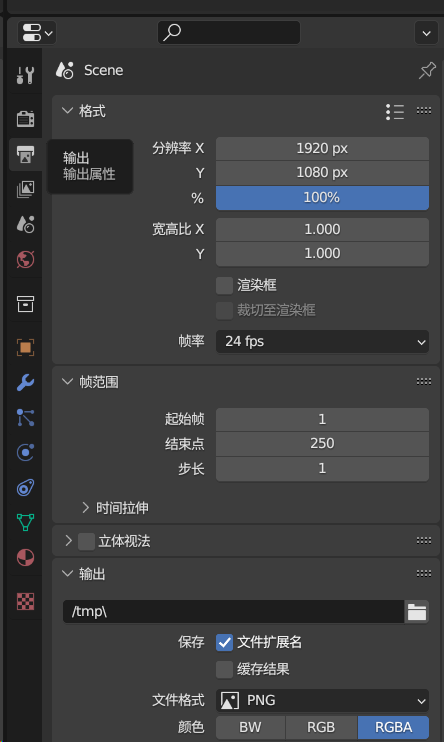 Scene
格式
分辨率 X 1920 px
输出
输出属性
Y 1080 px
% 100%
宽高比 X 1.000
Y 1.000
渲染框
裁切至渲染框
帧率 24 fps
帧范围
起始帧 1
结束点 250
步长 1
时间拉伸
立体视法
输出
/tmp\
保存 文件扩展名
缓存结果
文件格式 PNG
颜色 BW RGB RGBA